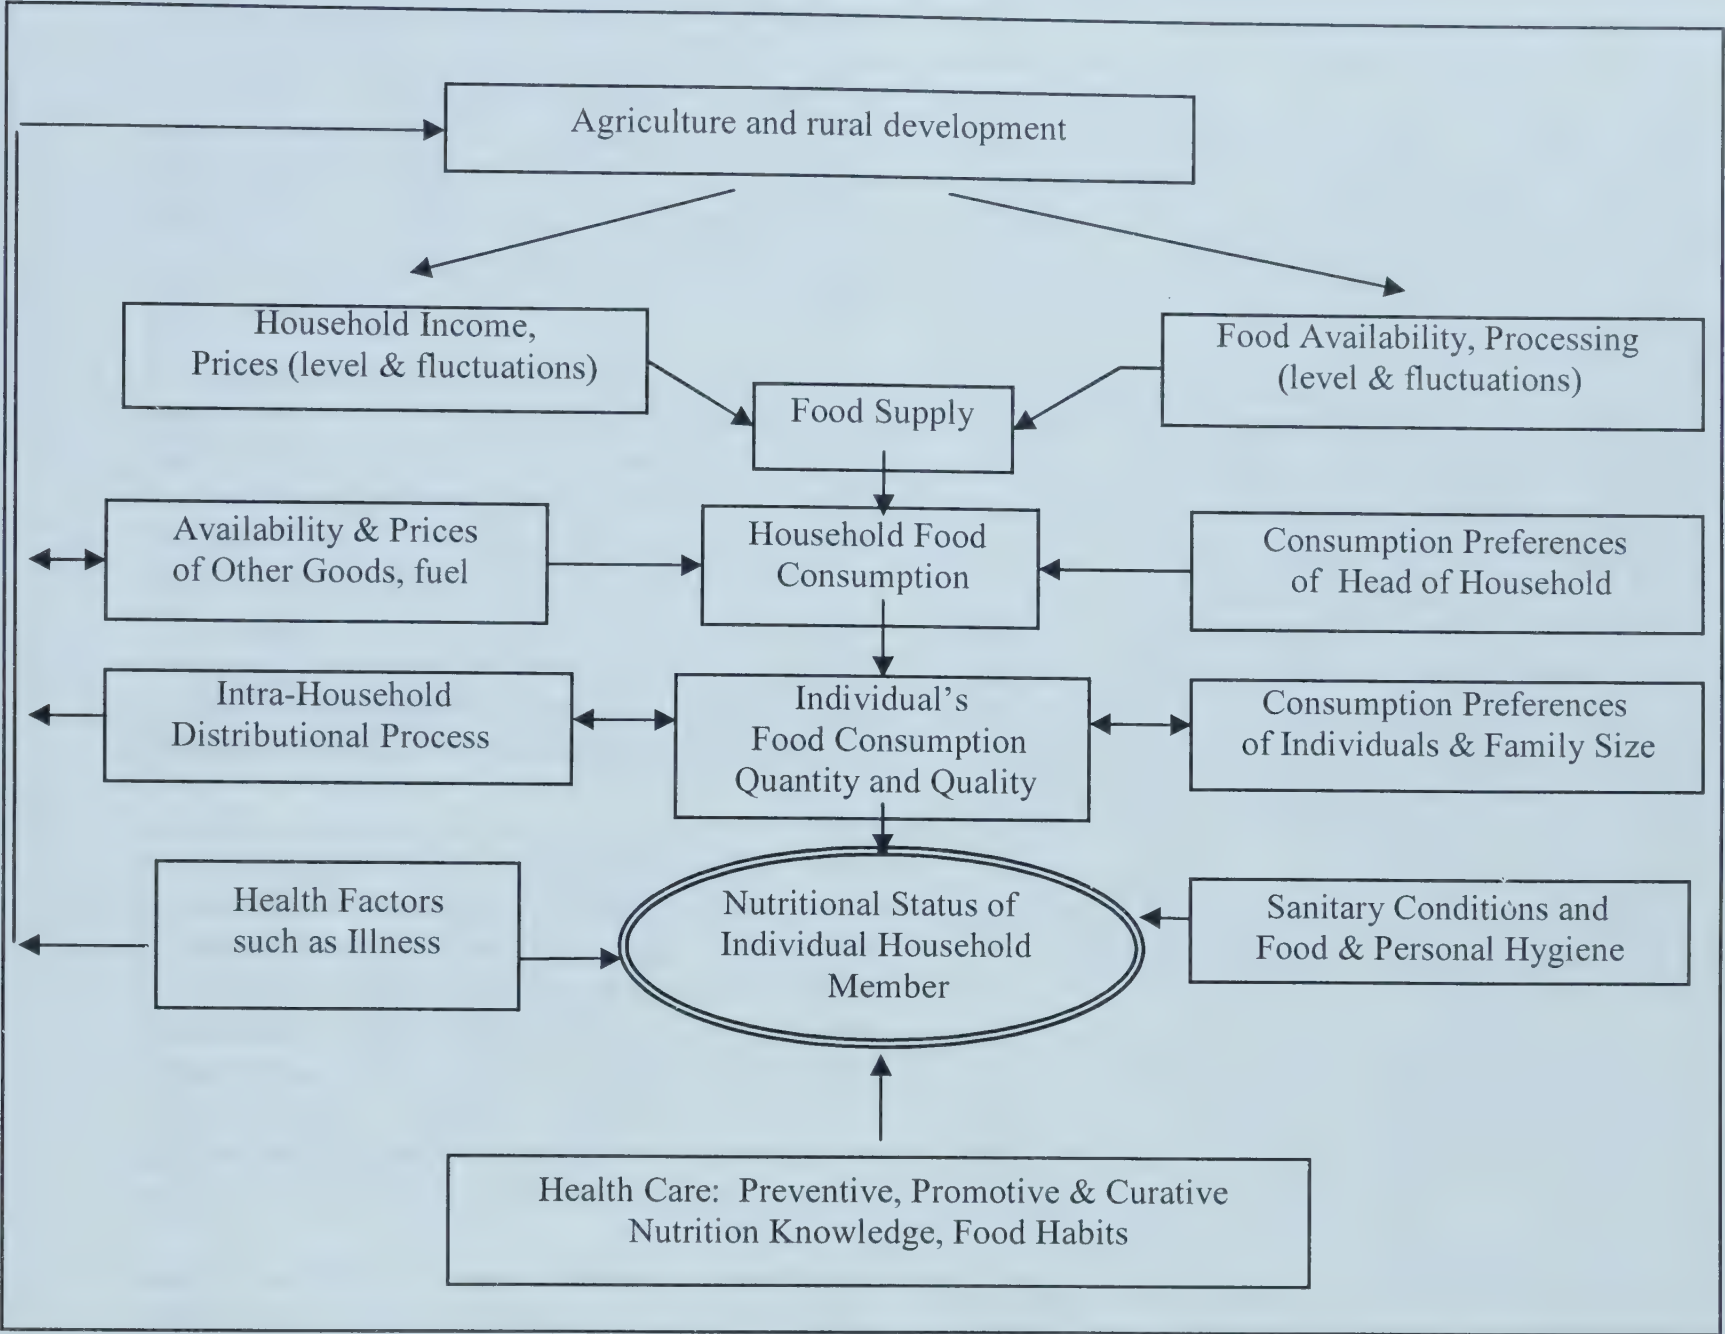 Agriculture and rural development
Household Income,
Prices (level & fluctuations)
Food Availability, Processing
(level & fluctuations)
Food Supply
Availability & Prices
of Other Goods, fuel
Household Food
Consumption
Consumption Preferences
of Head of Household
Intra-Household
Distributional Process
Individual's
Food Consumption
Quantity and Quality
Consumption Preferences
of Individuals & Family Size
Health Factors
such as Illness
Nutritional Status of
Individual Household
Member
Sanitary Conditions and
Food & Personal Hygiene
Health Care: Preventive, Promotive & Curative
Nutrition Knowledge, Food Habits